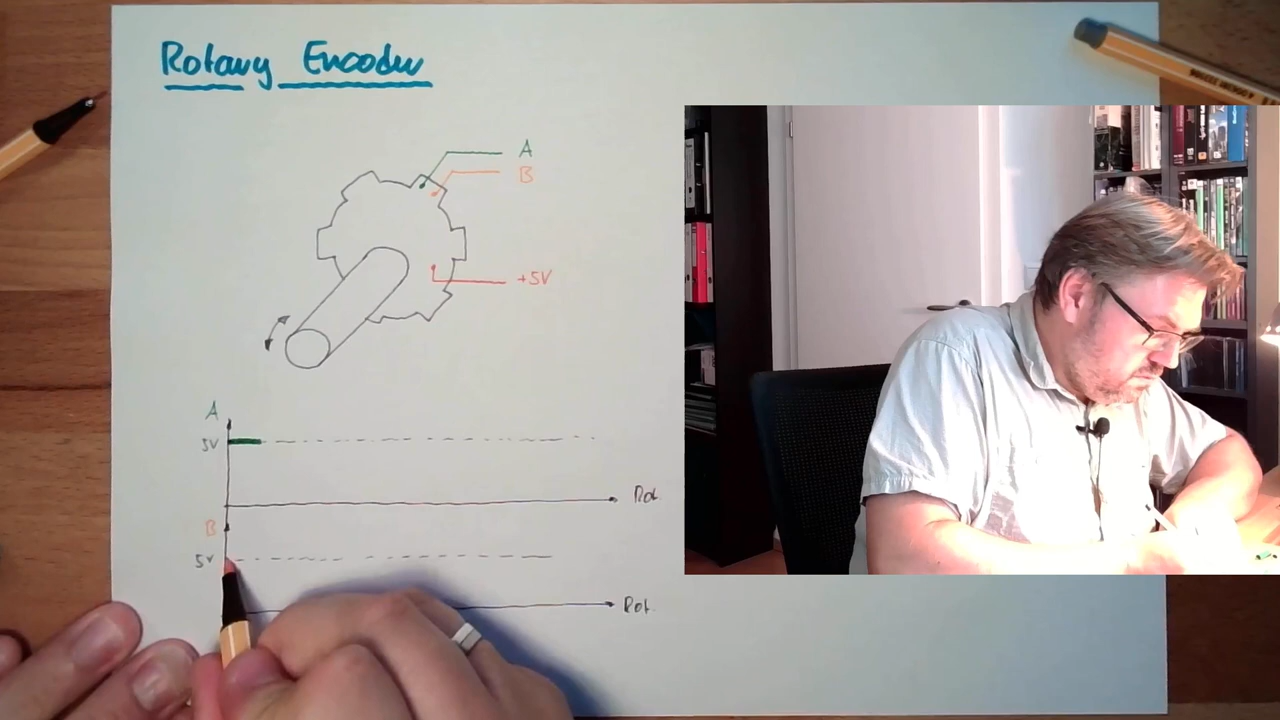 Rotary Encoder
A
B
+5V
A
5V
Rot.
B
5V
Rot.